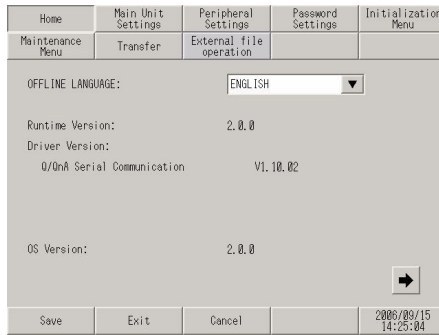 Home
Main Unit
Settings
Peripheral
Settings
Password
Settings
Initialization
Menu
Maintenance
Menu
Transfer
External file
operation
OFFLINE LANGUAGE:
ENGLISH
Runtime Version:
2.0.0
Driver Version:
Q/QnA Serial Communication
V1.10.02
OS Version:
2.0.0
Save
Exit
Cancel
2006/09/15
14:25:04